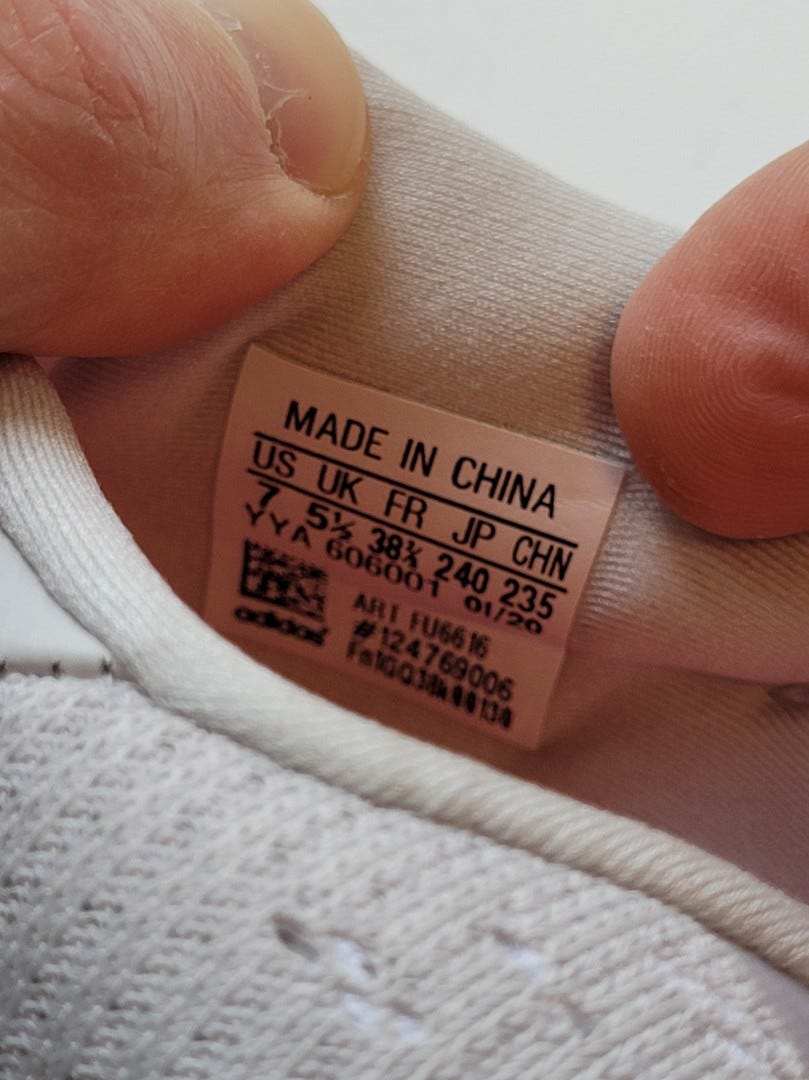 MADE IN CHINA
US UK FR JP CHN
7 5½ 38⅔ 240 235
YYA 606001 01/20
ART FU6616
adidas
#124769006